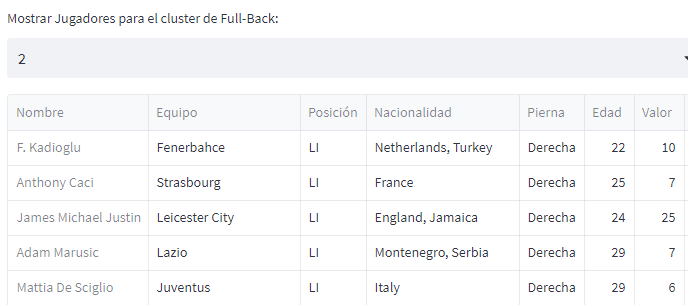 Mostrar Jugadores para el cluster de Full-Back:
2
Nombre Equipo Posición Nacionalidad Pierna Edad Valor
F. Kadioglu Fenerbahce LI Netherlands, Turkey Derecha 22 10
Anthony Caci Strasbourg LI France Derecha 25 7
James Michael Justin Leicester City LI England, Jamaica Derecha 24 25
Adam Marusic Lazio LI Montenegro, Serbia Derecha 29 7
Mattia De Sciglio Juventus LI Italy Derecha 29 6